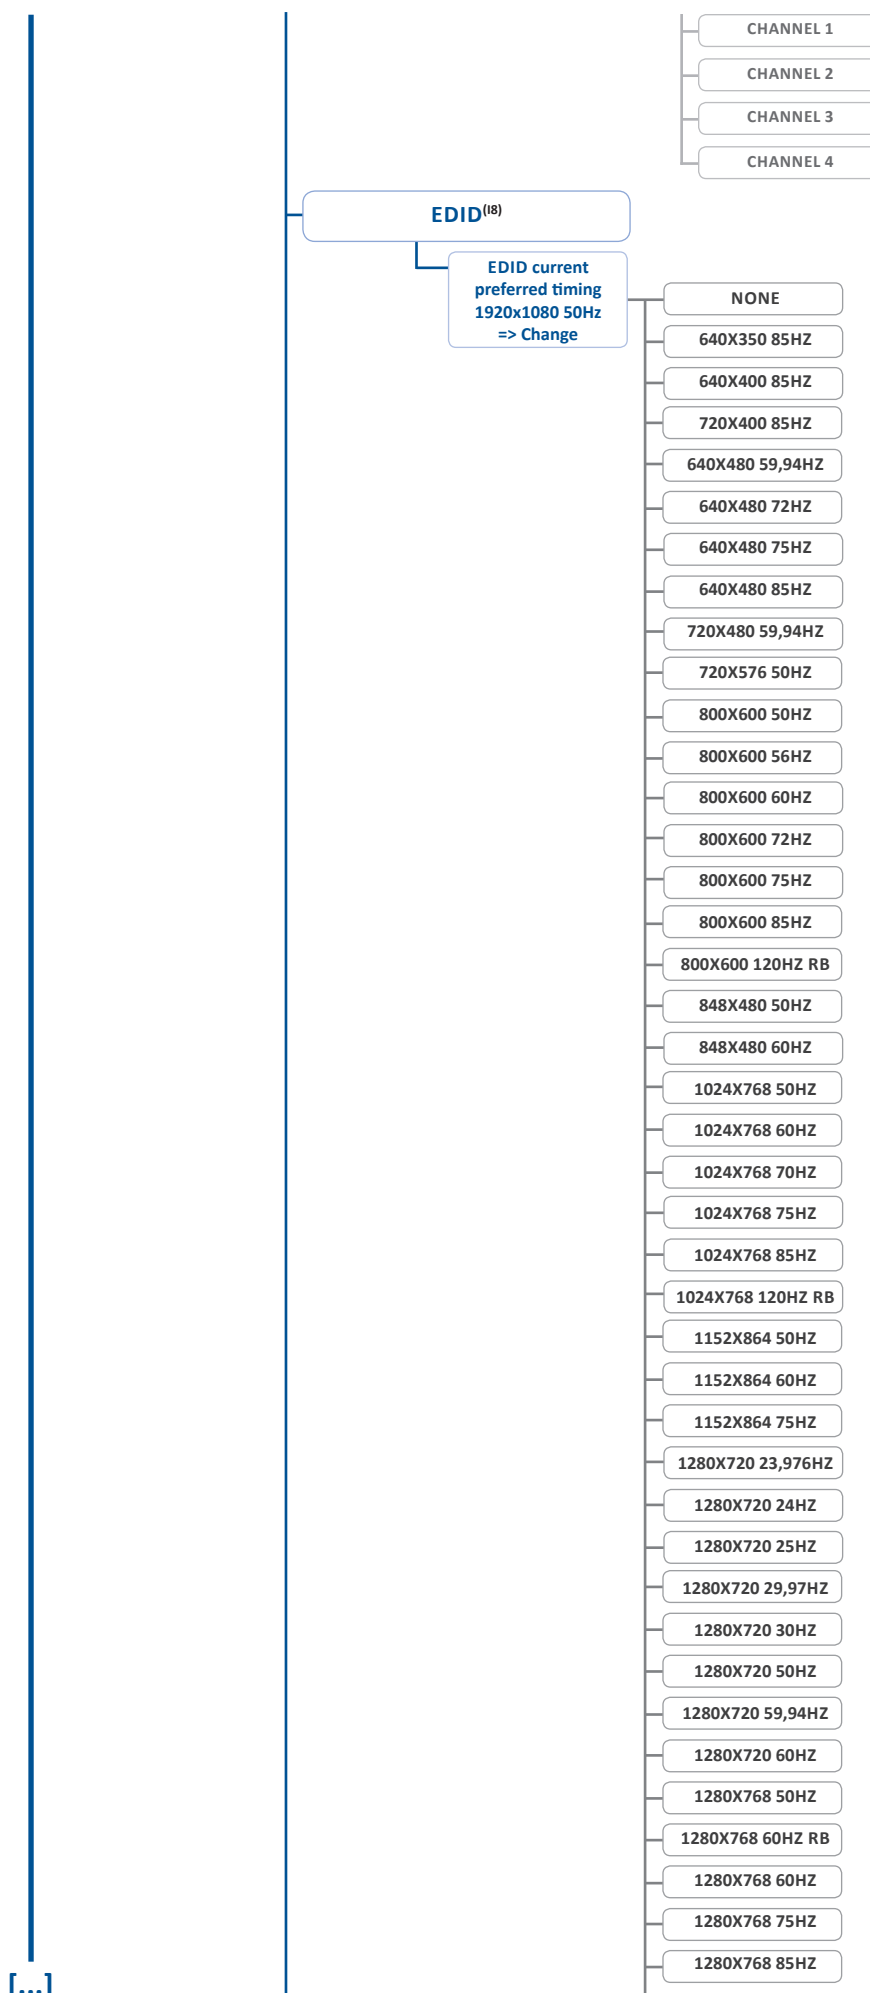 CHANNEL 1
CHANNEL 2
CHANNEL 3
CHANNEL 4
EDID(I8)
EDID current
preferred timing
1920x1080 50Hz
=> Change
NONE
640X350 85HZ
640X400 85HZ
720X400 85HZ
640X480 59,94HZ
640X480 72HZ
640X480 75HZ
640X480 85HZ
720X480 59,94HZ
720X576 50HZ
800X600 50HZ
800X600 56HZ
800X600 60HZ
800X600 72HZ
800X600 75HZ
800X600 85HZ
800X600 120HZ RB
848X480 50HZ
848X480 60HZ
1024X768 50HZ
1024X768 60HZ
1024X768 70HZ
1024X768 75HZ
1024X768 85HZ
1024X768 120HZ RB
1152X864 50HZ
1152X864 60HZ
1152X864 75HZ
1280X720 23,976HZ
1280X720 24HZ
1280X720 25HZ
1280X720 29,97HZ
1280X720 30HZ
1280X720 50HZ
1280X720 59,94HZ
1280X720 60HZ
1280X768 50HZ
1280X768 60HZ RB
1280X768 60HZ
1280X768 75HZ
1280X768 85HZ
[...]